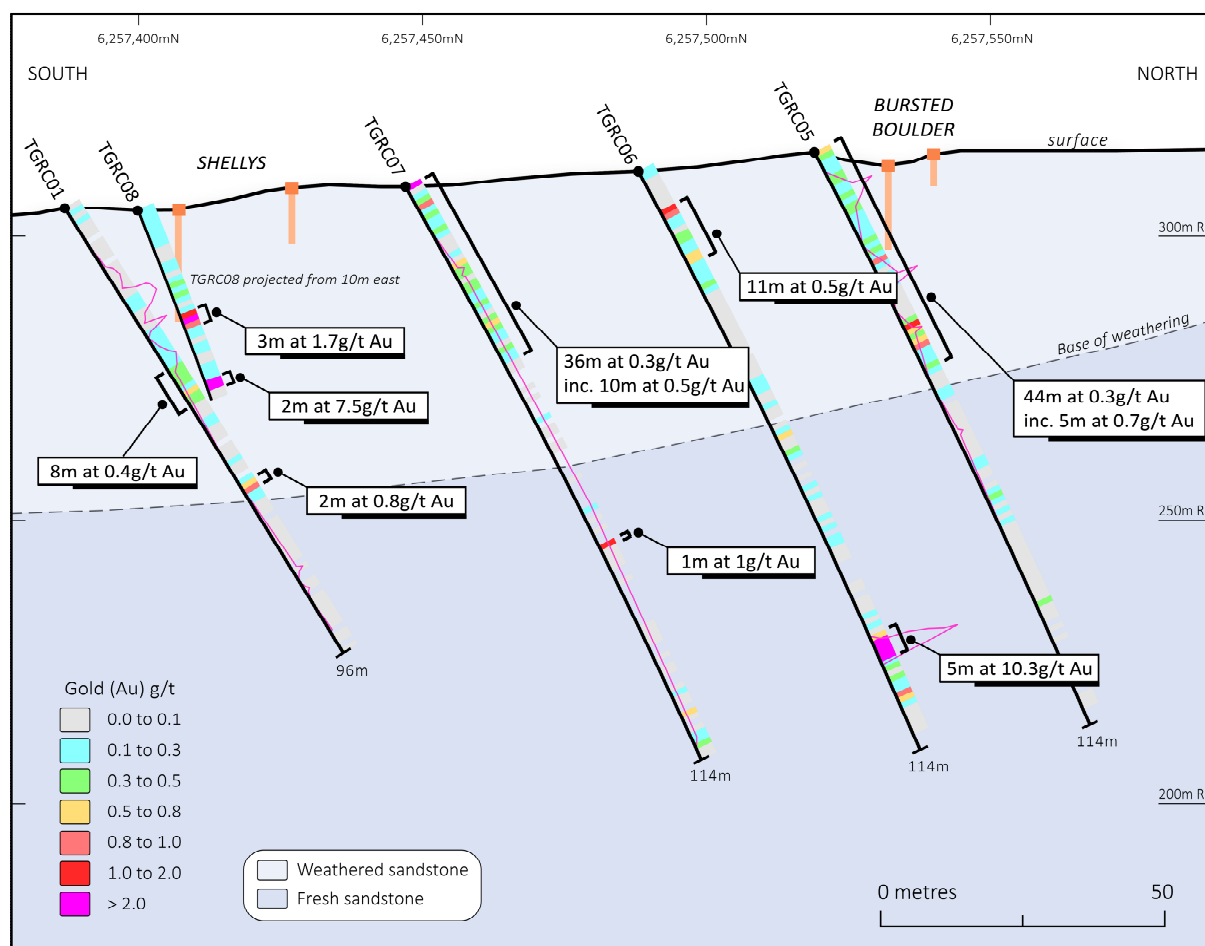 6,257,400mN
6,257,450mN
6,257,500mN
6,257,550mN
SOUTH
NORTH
TGRC01
TGRC08
SHELLYS
TGRC07
TGRC06
TGRC05
BURSTED
BOULDER
surface
300m R
TGRC08 projected from 10m east
11m at 0.5g/t Au
3m at 1.7g/t Au
Base of weathering
36m at 0.3g/t Au
inc. 10m at 0.5g/t Au
2m at 7.5g/t Au
44m at 0.3g/t Au
inc. 5m at 0.7g/t Au
8m at 0.4g/t Au
2m at 0.8g/t Au
250m R
1m at 1g/t Au
5m at 10.3g/t Au
96m
114m
114m
114m
200m R
Gold (Au) g/t
0.0 to 0.1
0.1 to 0.3
0.3 to 0.5
0.5 to 0.8
0.8 to 1.0
1.0 to 2.0
> 2.0
Weathered sandstone
Fresh sandstone
0 metres 50